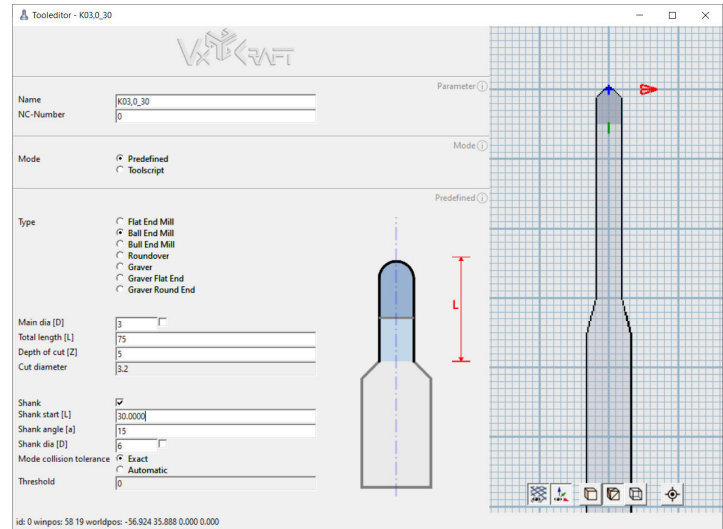 Tooleditor - K03,0_30
VXCRAFT
Parameter
Name K03,0_30
NC-Number 0
Mode
Mode Predefined
Toolscript
Predefined
Type Flat End Mill
Ball End Mill
Bull End Mill
Roundover
Graver
Graver Flat End
Graver Round End
L
Main dia [D] 3
Total length [L] 75
Depth of cut [Z] 5
Cut diameter 3.2
Shank
Shank start [L] 30.0000
Shank angle [a] 15
Shank dia [D] 6
Mode collision tolerance Exact
Automatic
Threshold 0
id: 0 winpos: 58 19 worldpos: -56.924 35.888 0.000 0.000